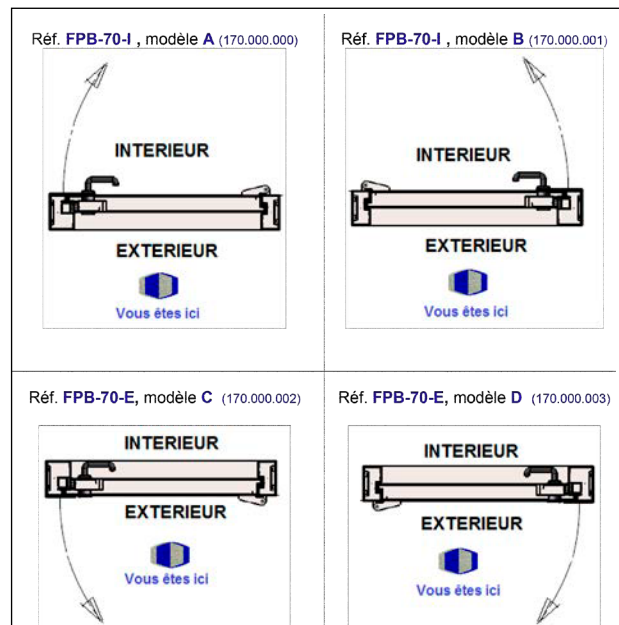 Réf. FPB-70-I , modèle A (170.000.000)
INTERIEUR
EXTERIEUR
Vous êtes ici
Réf. FPB-70-I , modèle B (170.000.001)
INTERIEUR
EXTERIEUR
Vous êtes ici
Réf. FPB-70-E, modèle C (170.000.002)
INTERIEUR
EXTERIEUR
Vous êtes ici
Réf. FPB-70-E, modèle D (170.000.003)
INTERIEUR
EXTERIEUR
Vous êtes ici